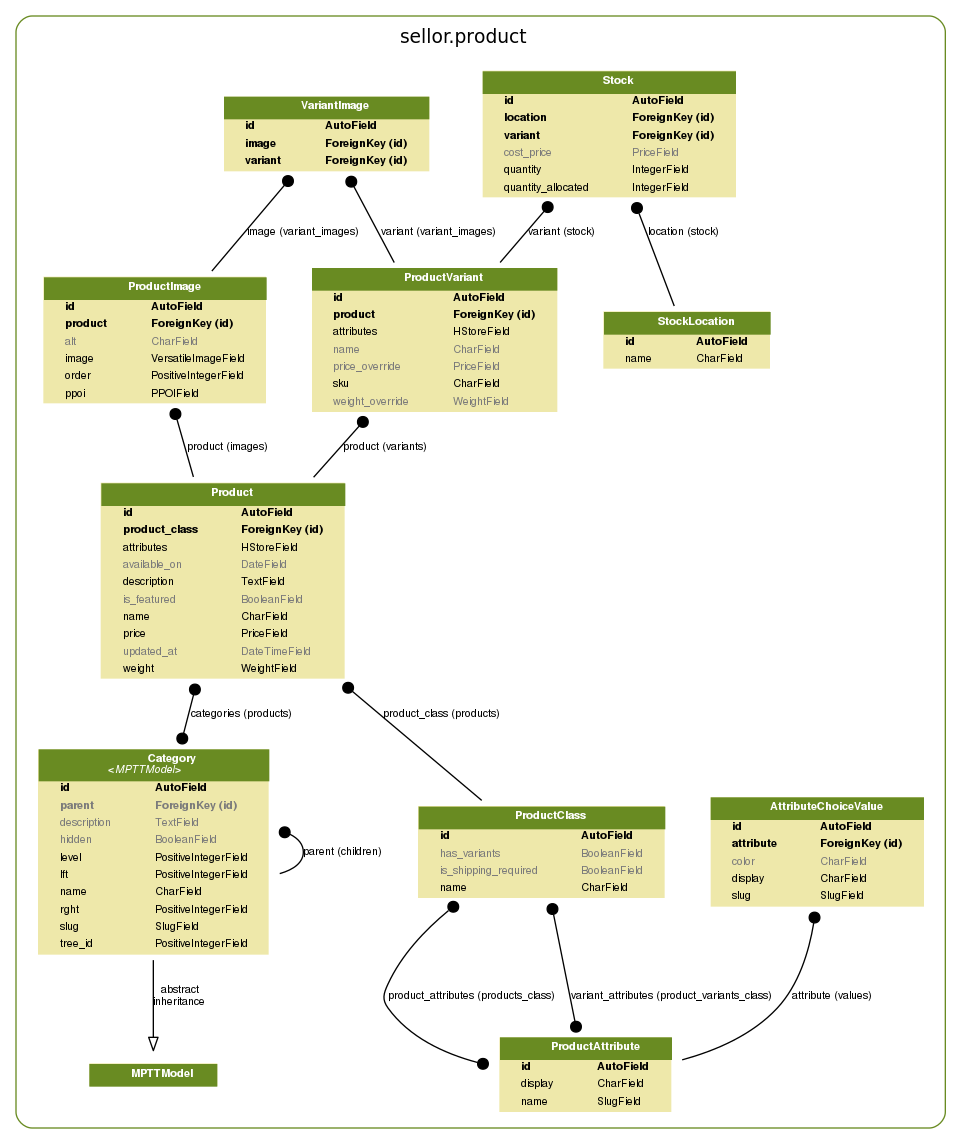 sellor.product
VariantImage
id AutoField
image ForeignKey (id)
variant ForeignKey (id)
Stock
id AutoField
location ForeignKey (id)
variant ForeignKey (id)
cost_price PriceField
quantity IntegerField
quantity_allocated IntegerField
image (variant_images)
variant (variant_images)
variant (stock)
location (stock)
ProductImage
id AutoField
product ForeignKey (id)
alt CharField
image VersatileImageField
order PositiveIntegerField
ppoi PPOIField
ProductVariant
id AutoField
product ForeignKey (id)
attributes HStoreField
name CharField
price_override PriceField
sku CharField
weight_override WeightField
StockLocation
id AutoField
name CharField
product (images)
product (variants)
Product
id AutoField
product_class ForeignKey (id)
attributes HStoreField
available_on DateField
description TextField
is_featured BooleanField
name CharField
price PriceField
updated_at DateTimeField
weight WeightField
categories (products)
product_class (products)
Category
<MPTTModel>
id AutoField
parent ForeignKey (id)
description TextField
hidden BooleanField
level PositiveIntegerField
lft PositiveIntegerField
name CharField
rght PositiveIntegerField
slug SlugField
tree_id PositiveIntegerField
parent (children)
ProductClass
id AutoField
has_variants BooleanField
is_shipping_required BooleanField
name CharField
AttributeChoiceValue
id AutoField
attribute ForeignKey (id)
color CharField
display CharField
slug SlugField
abstract
inheritance
product_attributes (products_class)
variant_attributes (product_variants_class)
attribute (values)
MPTTModel
ProductAttribute
id AutoField
display CharField
name SlugField